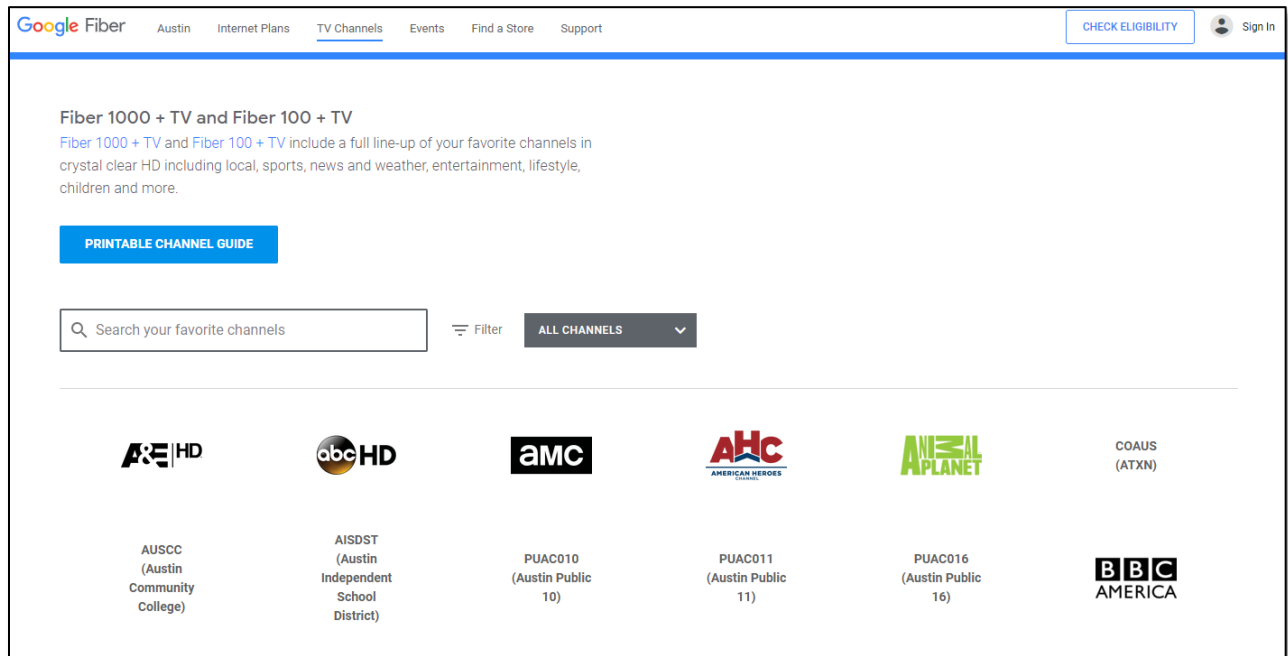 Google Fiber Austin Internet Plans TV Channels Events Find a Store Support CHECK ELIGIBILITY Sign In
Fiber 1000 + TV and Fiber 100 + TV
Fiber 1000 + TV and Fiber 100 + TV include a full line-up of your favorite channels in
crystal clear HD including local, sports, news and weather, entertainment, lifestyle,
children and more.
PRINTABLE CHANNEL GUIDE
Search your favorite channels Filter ALL CHANNELS
A&E HD
abc HD
aMC
AHC
AMERICAN HEROES
CHANNEL
ANIMAL
PLANET
COAUS
(ATXN)
AUSCC
(Austin
Community
College)
AISDST
(Austin
Independent
School
District)
PUAC010
(Austin Public
10)
PUAC011
(Austin Public
11)
PUAC016
(Austin Public
16)
BBC
AMERICA